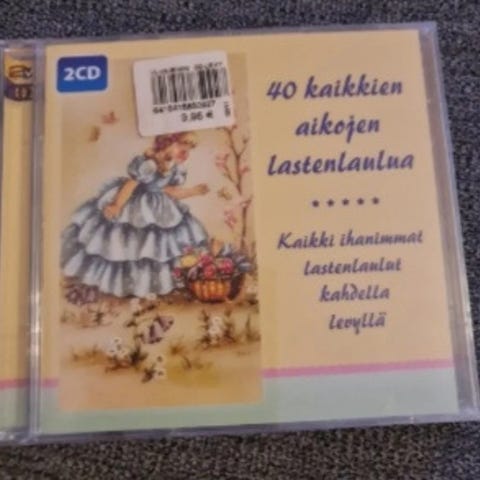 2CD
9,95 €
40 kaikkien
aikojen
lastenlaulua
★★★★★
Kaikki ihanimmat
lastenlaulut
kahdella
levyllä